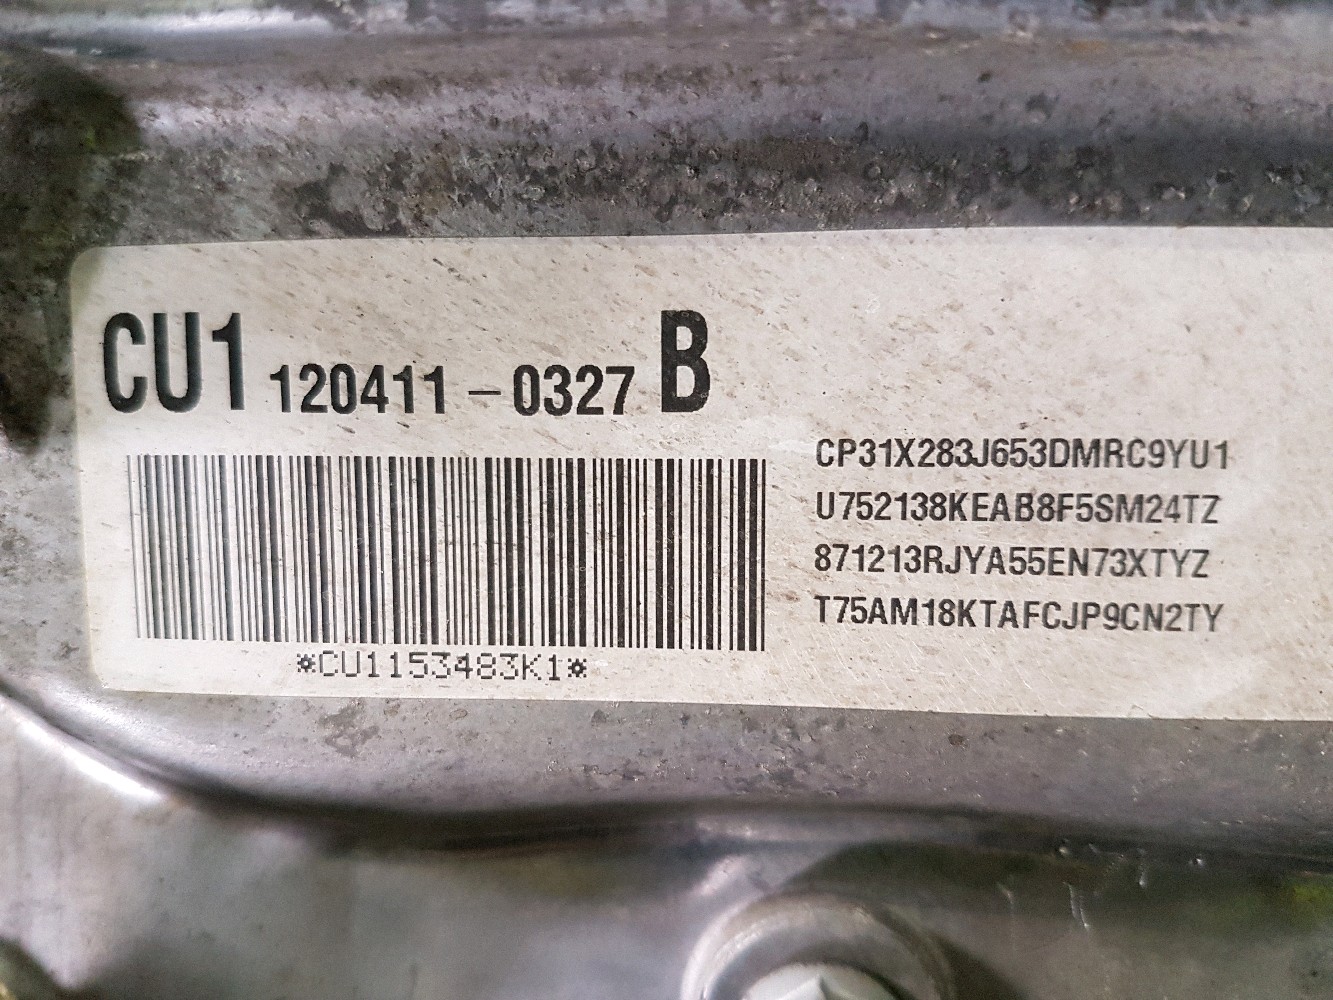 CU1 120411-0327 B
CP31X283J653DMRC9YU1
U752138KEAB8F5SM24TZ
871213RJYA55EN73XTYZ
T75AM18KTAFCJP9CN2TY
*CU1153483K1*